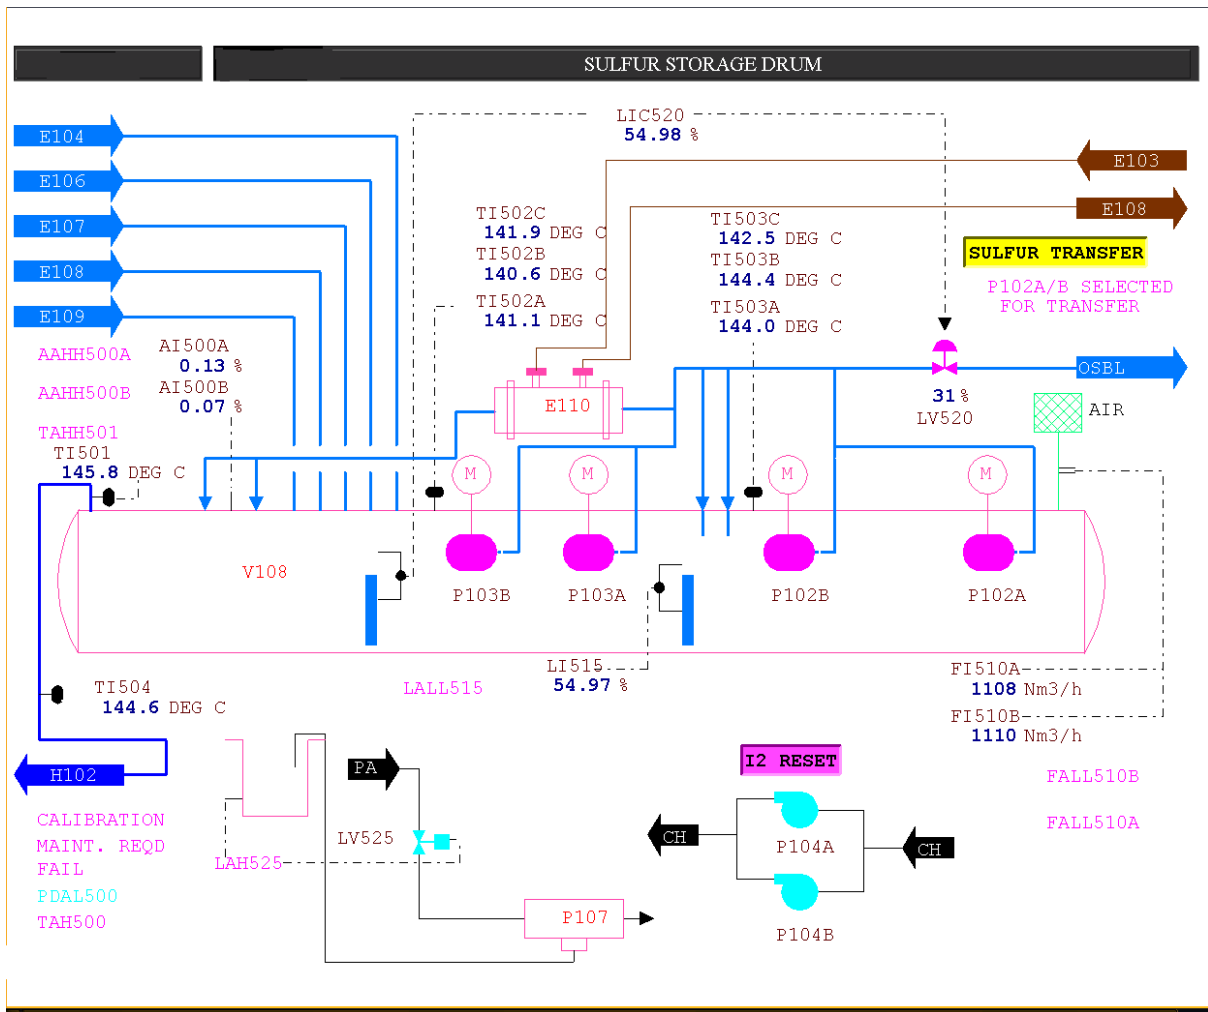 SULFUR STORAGE DRUM
LIC520
54.98 %
E104
E103
E106
E108
TI502C
141.9 DEG C
TI503C
142.5 DEG C
E107
TI502B
140.6 DEG C
TI503B
144.4 DEG C
SULFUR TRANSFER
E108
P102A/B SELECTED
FOR TRANSFER
TI502A
141.1 DEG C
TI503A
144.0 DEG C
E109
AAHH500A
AI500A
0.13 %
OSBL
AAHH500B
AI500B
0.07 %
E110
31%
LV520
AIR
TAHH501
TI501
145.8 DEG C
M
M
M
M
V108
P103B
P103A
P102B
P102A
LALL515
LI515
54.97 %
FI510A
1108 Nm3/h
TI504
144.6 DEG C
FI510B
1110 Nm3/h
H102
PA
I2 RESET
FALL510B
CALIBRATION
MAINT. REQD
FAIL
PDAL500
TAH500
LAH525
LV525
CH
P104A
CH
FALL510A
P107
P104B